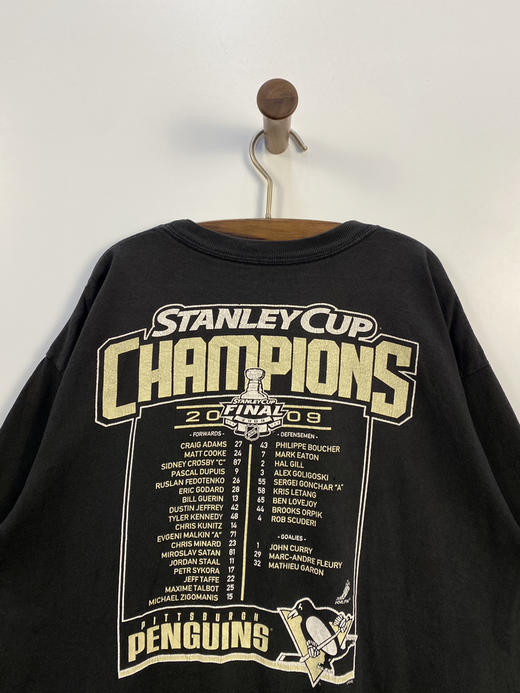 STANLEY CUP
CHAMPIONS
STANLEY CUP
FINAL
2009
- FORWARDS -
CRAIG ADAMS 27
MATT COOKE 24
SIDNEY CROSBY "C" 87
PASCAL DUPUIS 9
RUSLAN FEDOTENKO 26
ERIC GODARD 28
BILL GUERIN 13
DUSTIN JEFFREY 42
TYLER KENNEDY 48
CHRIS KUNITZ 14
EVGENI MALKIN "A" 71
CHRIS MINARD 23
MIROSLAV SATAN 81
JORDAN STAAL 11
PETR SYKORA 17
JEFF TAFFE 22
MAXIME TALBOT 25
MICHAEL ZIGOMANIS 15
- DEFENSEMEN -
43 PHILIPPE BOUCHER
7 MARK EATON
2 HAL GILL
3 ALEX GOLIGOSKI
55 SERGEI GONCHAR "A"
58 KRIS LETANG
65 BEN LOVEJOY
44 BROOKS ORPIK
4 ROB SCUDERI
- GOALIES -
1 JOHN CURRY
29 MARC-ANDRE FLEURY
32 MATHIEU GARON
PITTSBURGH
PENGUINS